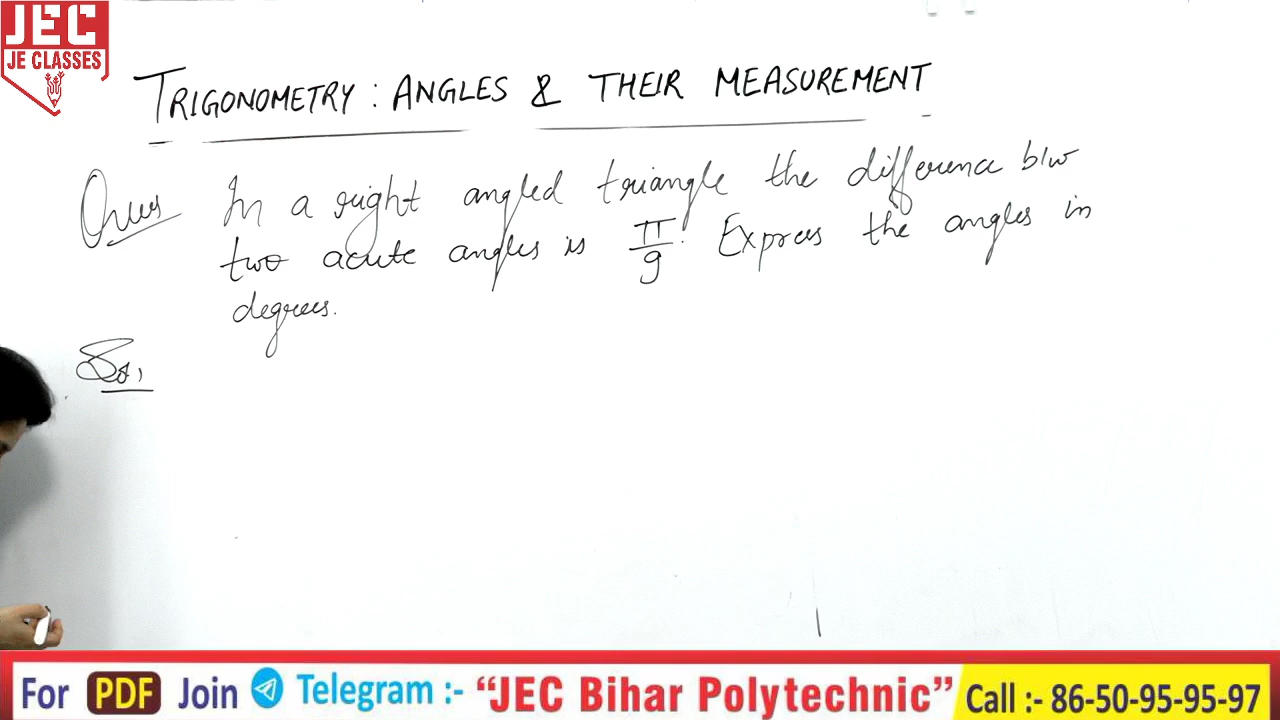 JEC
JE CLASSES
TRIGONOMETRY : ANGLES & THEIR MEASUREMENT
Ques In a right angled triangle the difference b/w
two acute angles is π/9. Express the angles in
degrees.
Sol,
For PDF Join Telegram :- “JEC Bihar Polytechnic” Call :- 86-50-95-95-97